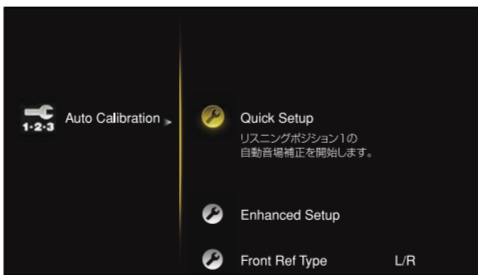 1·2·3
Auto Calibration
Quick Setup
リスニングポジション1の
自動音場補正を開始します。
Enhanced Setup
Front Ref Type L/R